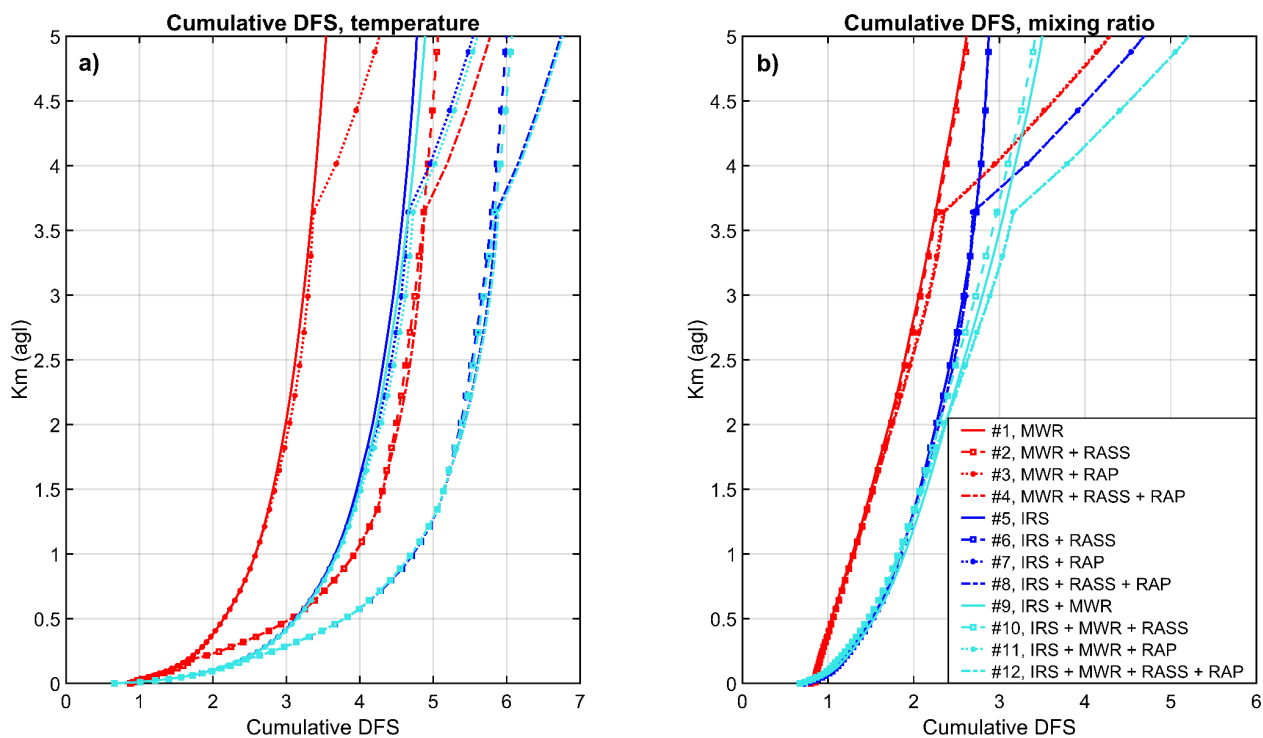 Cumulative DFS, temperature
a)
5
4.5
4
3.5
3
2.5
2
1.5
1
0.5
0
Km (agl)
0 1 2 3 4 5 6 7
Cumulative DFS
Cumulative DFS, mixing ratio
b)
5
4.5
4
3.5
3
2.5
2
1.5
1
0.5
0
Km (agl)
#1, MWR
#2, MWR + RASS
#3, MWR + RAP
#4, MWR + RASS + RAP
#5, IRS
#6, IRS + RASS
#7, IRS + RAP
#8, IRS + RASS + RAP
#9, IRS + MWR
#10, IRS + MWR + RASS
#11, IRS + MWR + RAP
#12, IRS + MWR + RASS + RAP
0 1 2 3 4 5 6
Cumulative DFS